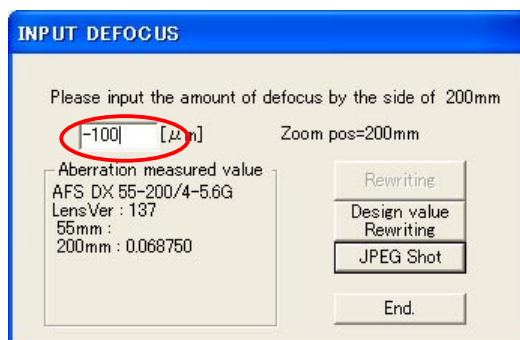 INPUT DEFOCUS
Please input the amount of defocus by the side of 200mm
-100 [μm] Zoom pos=200mm
Aberration measured value
AFS DX 55-200/4-5.6G
LensVer : 137
55mm :
200mm : 0.068750
Rewriting
Design value
Rewriting
JPEG Shot
End.